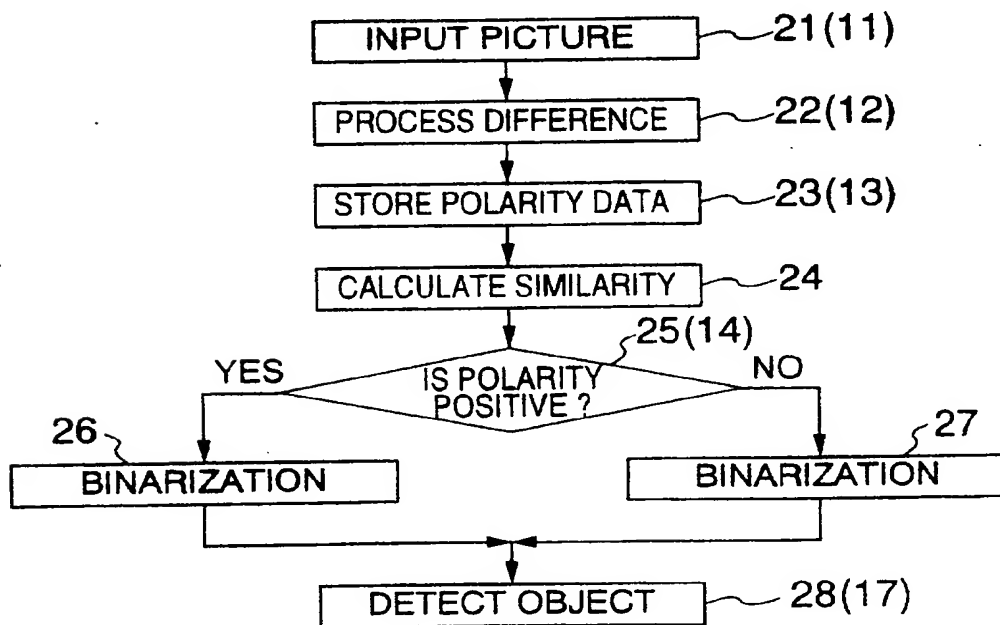 INPUT PICTURE 21(11)
PROCESS DIFFERENCE 22(12)
STORE POLARITY DATA 23(13)
CALCULATE SIMILARITY 24
25(14)
YES IS POLARITY NO
POSITIVE ?
26 27
BINARIZATION BINARIZATION
DETECT OBJECT 28(17)